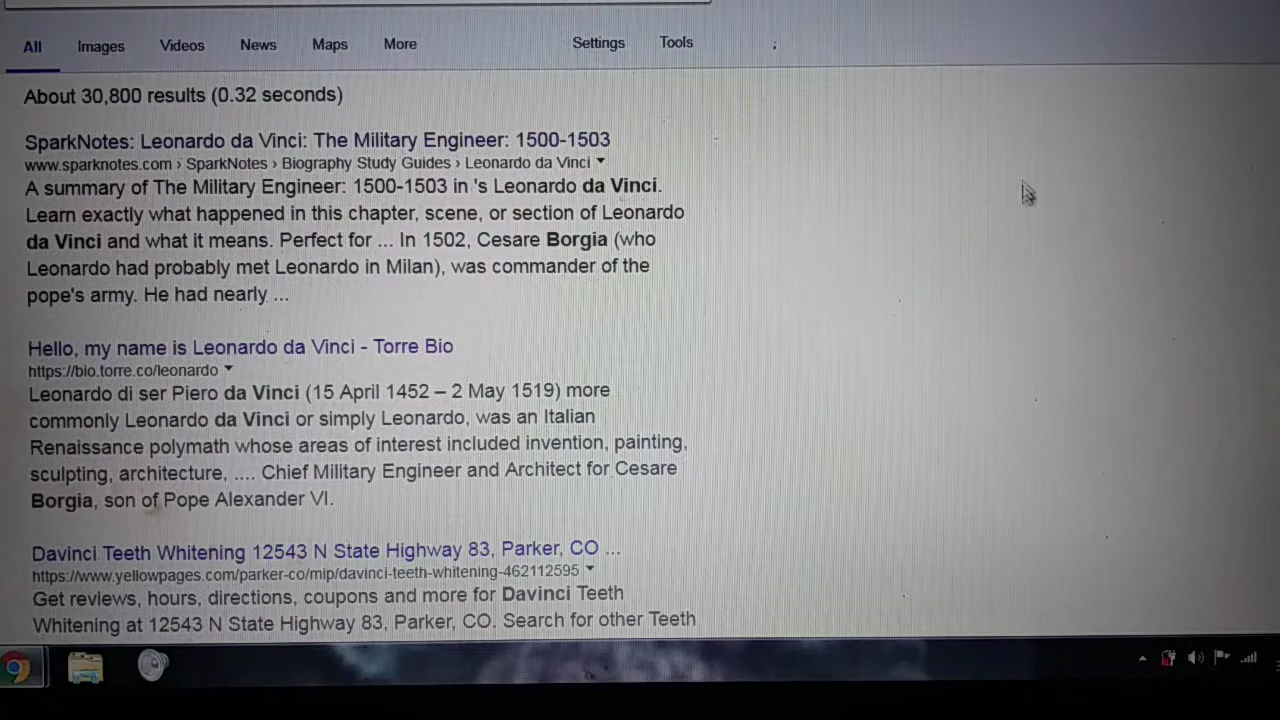 All Images Videos News Maps More Settings Tools
About 30,800 results (0.32 seconds)
SparkNotes: Leonardo da Vinci: The Military Engineer: 1500-1503
www.sparknotes.com › SparkNotes › Biography Study Guides › Leonardo da Vinci
A summary of The Military Engineer: 1500-1503 in 's Leonardo da Vinci.
Learn exactly what happened in this chapter, scene, or section of Leonardo
da Vinci and what it means. Perfect for ... In 1502, Cesare Borgia (who
Leonardo had probably met Leonardo in Milan), was commander of the
pope's army. He had nearly ...
Hello, my name is Leonardo da Vinci - Torre Bio
https://bio.torre.co/leonardo
Leonardo di ser Piero da Vinci (15 April 1452 – 2 May 1519) more
commonly Leonardo da Vinci or simply Leonardo, was an Italian
Renaissance polymath whose areas of interest included invention, painting,
sculpting, architecture, .... Chief Military Engineer and Architect for Cesare
Borgia, son of Pope Alexander VI.
Davinci Teeth Whitening 12543 N State Highway 83, Parker, CO ...
https://www.yellowpages.com/parker-co/mip/davinci-teeth-whitening-462112595
Get reviews, hours, directions, coupons and more for Davinci Teeth
Whitening at 12543 N State Highway 83, Parker, CO. Search for other Teeth